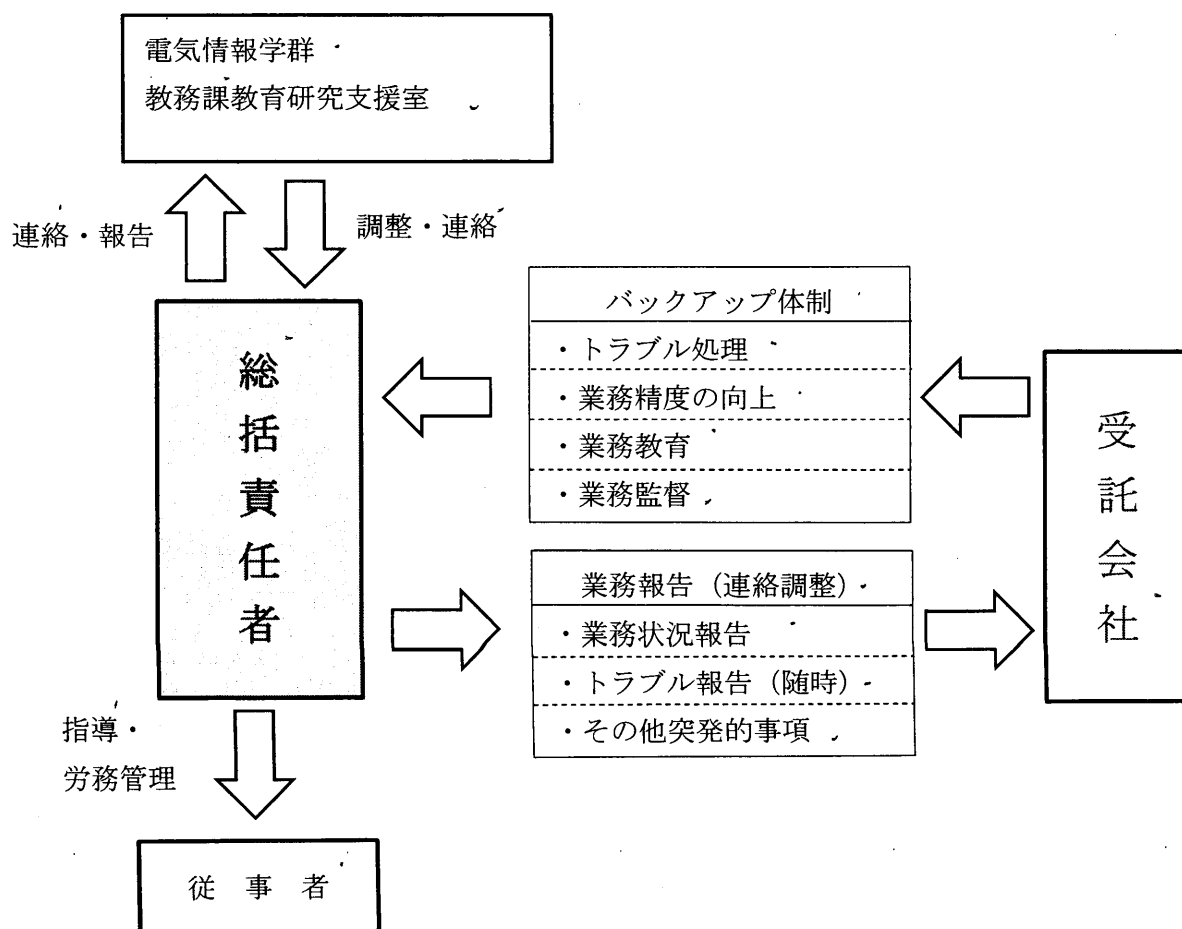 電気情報学群
教務課教育研究支援室
連絡・報告
調整・連絡
総括責任者
バックアップ体制
・トラブル処理
・業務精度の向上
・業務教育
・業務監督
受託会社
業務報告（連絡調整）
・業務状況報告
・トラブル報告（随時）
・その他突発的事項
指導・
労務管理
従事者